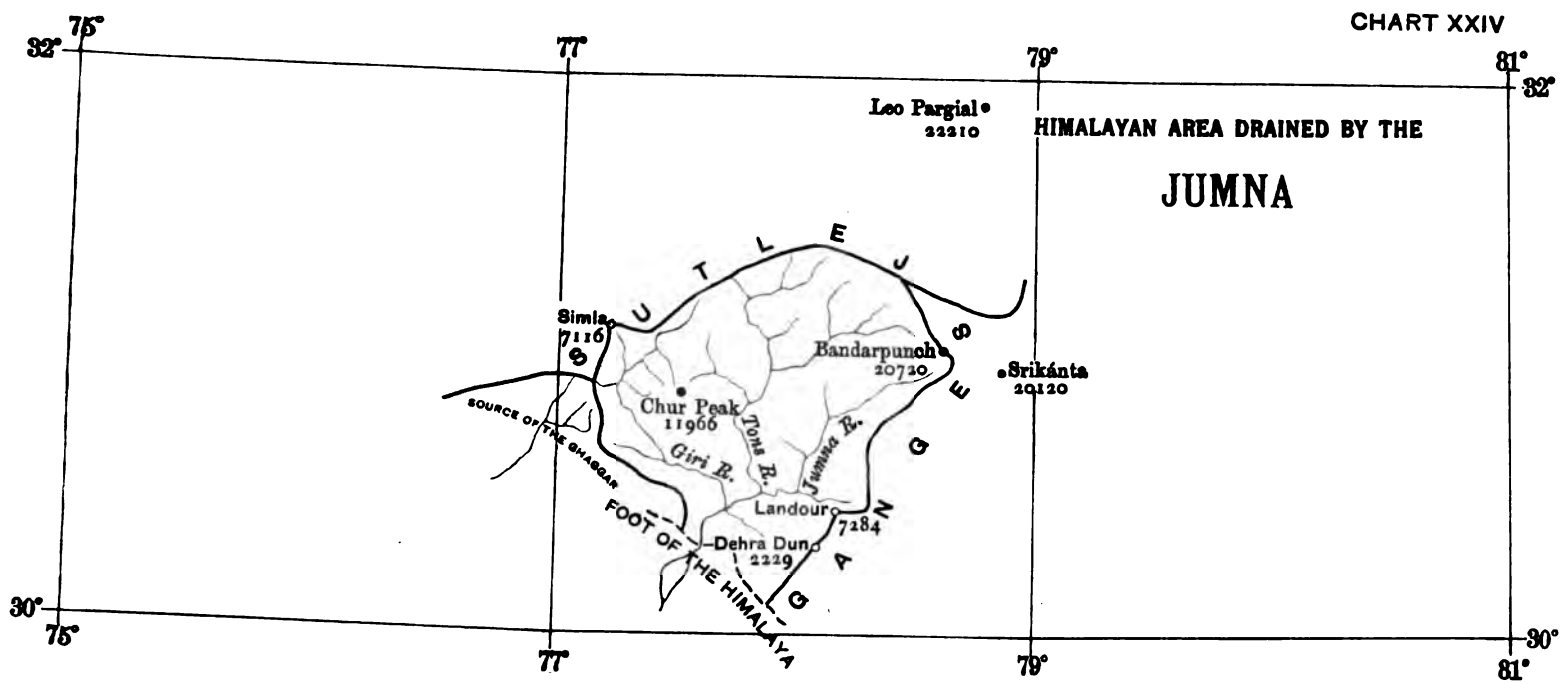 CHART XXIV
75°
77°
79°
81°
32°
32°
Leo Pargial
22210
HIMALAYAN AREA DRAINED BY THE
JUMNA
SUTLEJ
Simla
7116
Bandarpunch
20720
Srikánta
20120
Chur Peak
11966
SOURCE OF THE GHAGGAR
Giri R.
Tons R.
Jumna R.
GANGES
Landour
7284
Dehra Dun
2229
FOOT OF THE HIMALAYA
30°
30°
75°
77°
79°
81°